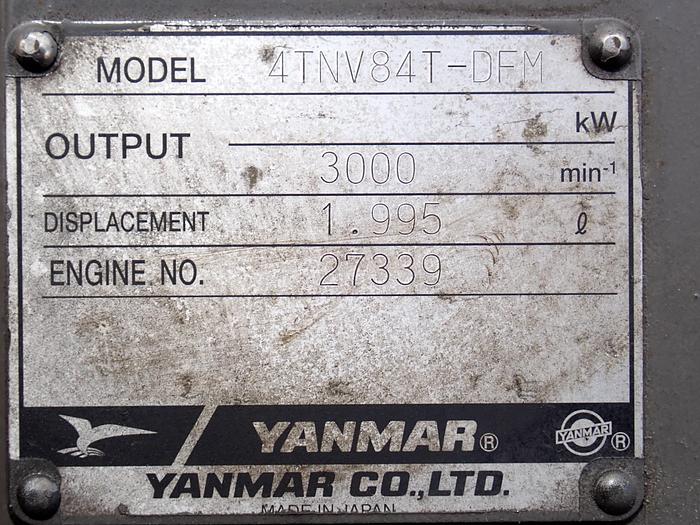 MODEL 4TNV84T-DFM
kW
OUTPUT
3000 min-1
DISPLACEMENT 1.995 ℓ
ENGINE NO. 27339
YANMAR® YANMAR®
YANMAR CO.,LTD.
MADE IN JAPAN